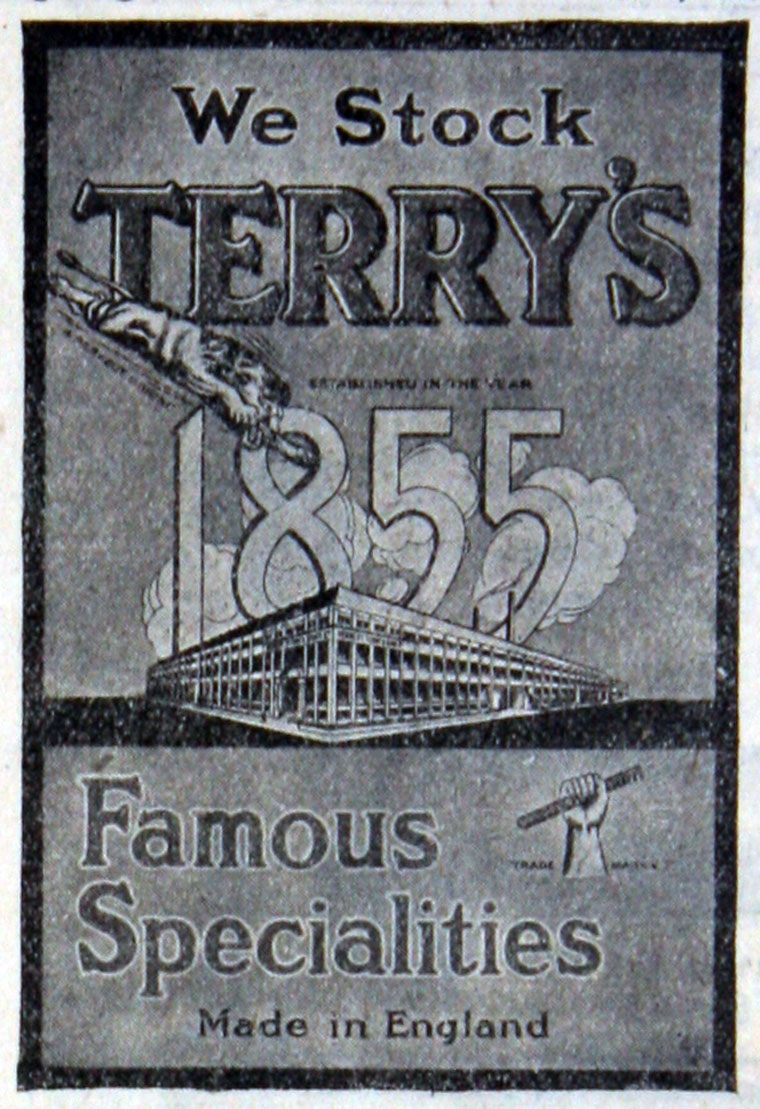 We Stock
TERRY'S
ESTABLISHED IN THE YEAR
1855
Famous
TRADE MARK
Specialities
Made in England